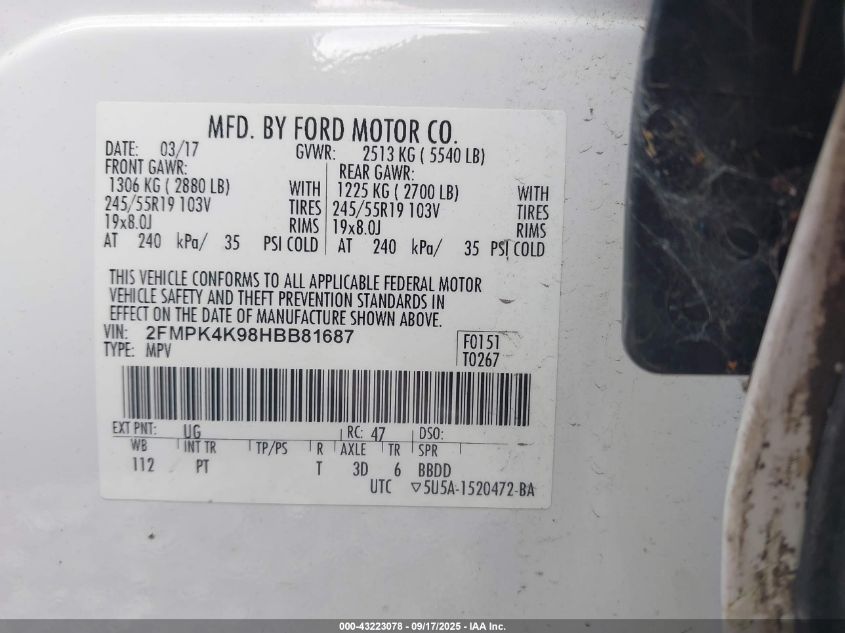 MFD. BY FORD MOTOR CO.
DATE: 03/17 GVWR: 2513 KG ( 5540 LB)
FRONT GAWR: REAR GAWR:
1306 KG ( 2880 LB) WITH 1225 KG ( 2700 LB) WITH
245/55R19 103V TIRES 245/55R19 103V TIRES
19x8.0J RIMS 19x8.0J RIMS
AT 240 kPa/ 35 PSI COLD AT 240 kPa/ 35 PSI COLD
THIS VEHICLE CONFORMS TO ALL APPLICABLE FEDERAL MOTOR
VEHICLE SAFETY AND THEFT PREVENTION STANDARDS IN
EFFECT ON THE DATE OF MANUFACTURE SHOWN ABOVE.
VIN: 2FMPK4K98HBB81687 F0151
TYPE: MPV T0267
EXT PNT: UG RC: 47 DSO:
WB INT TR TP/PS R AXLE TR SPR
112 PT T 3D 6 BBDD
UTC ▽5U5A-1520472-BA
000-43223078 - 09/17/2025 - IAA Inc.